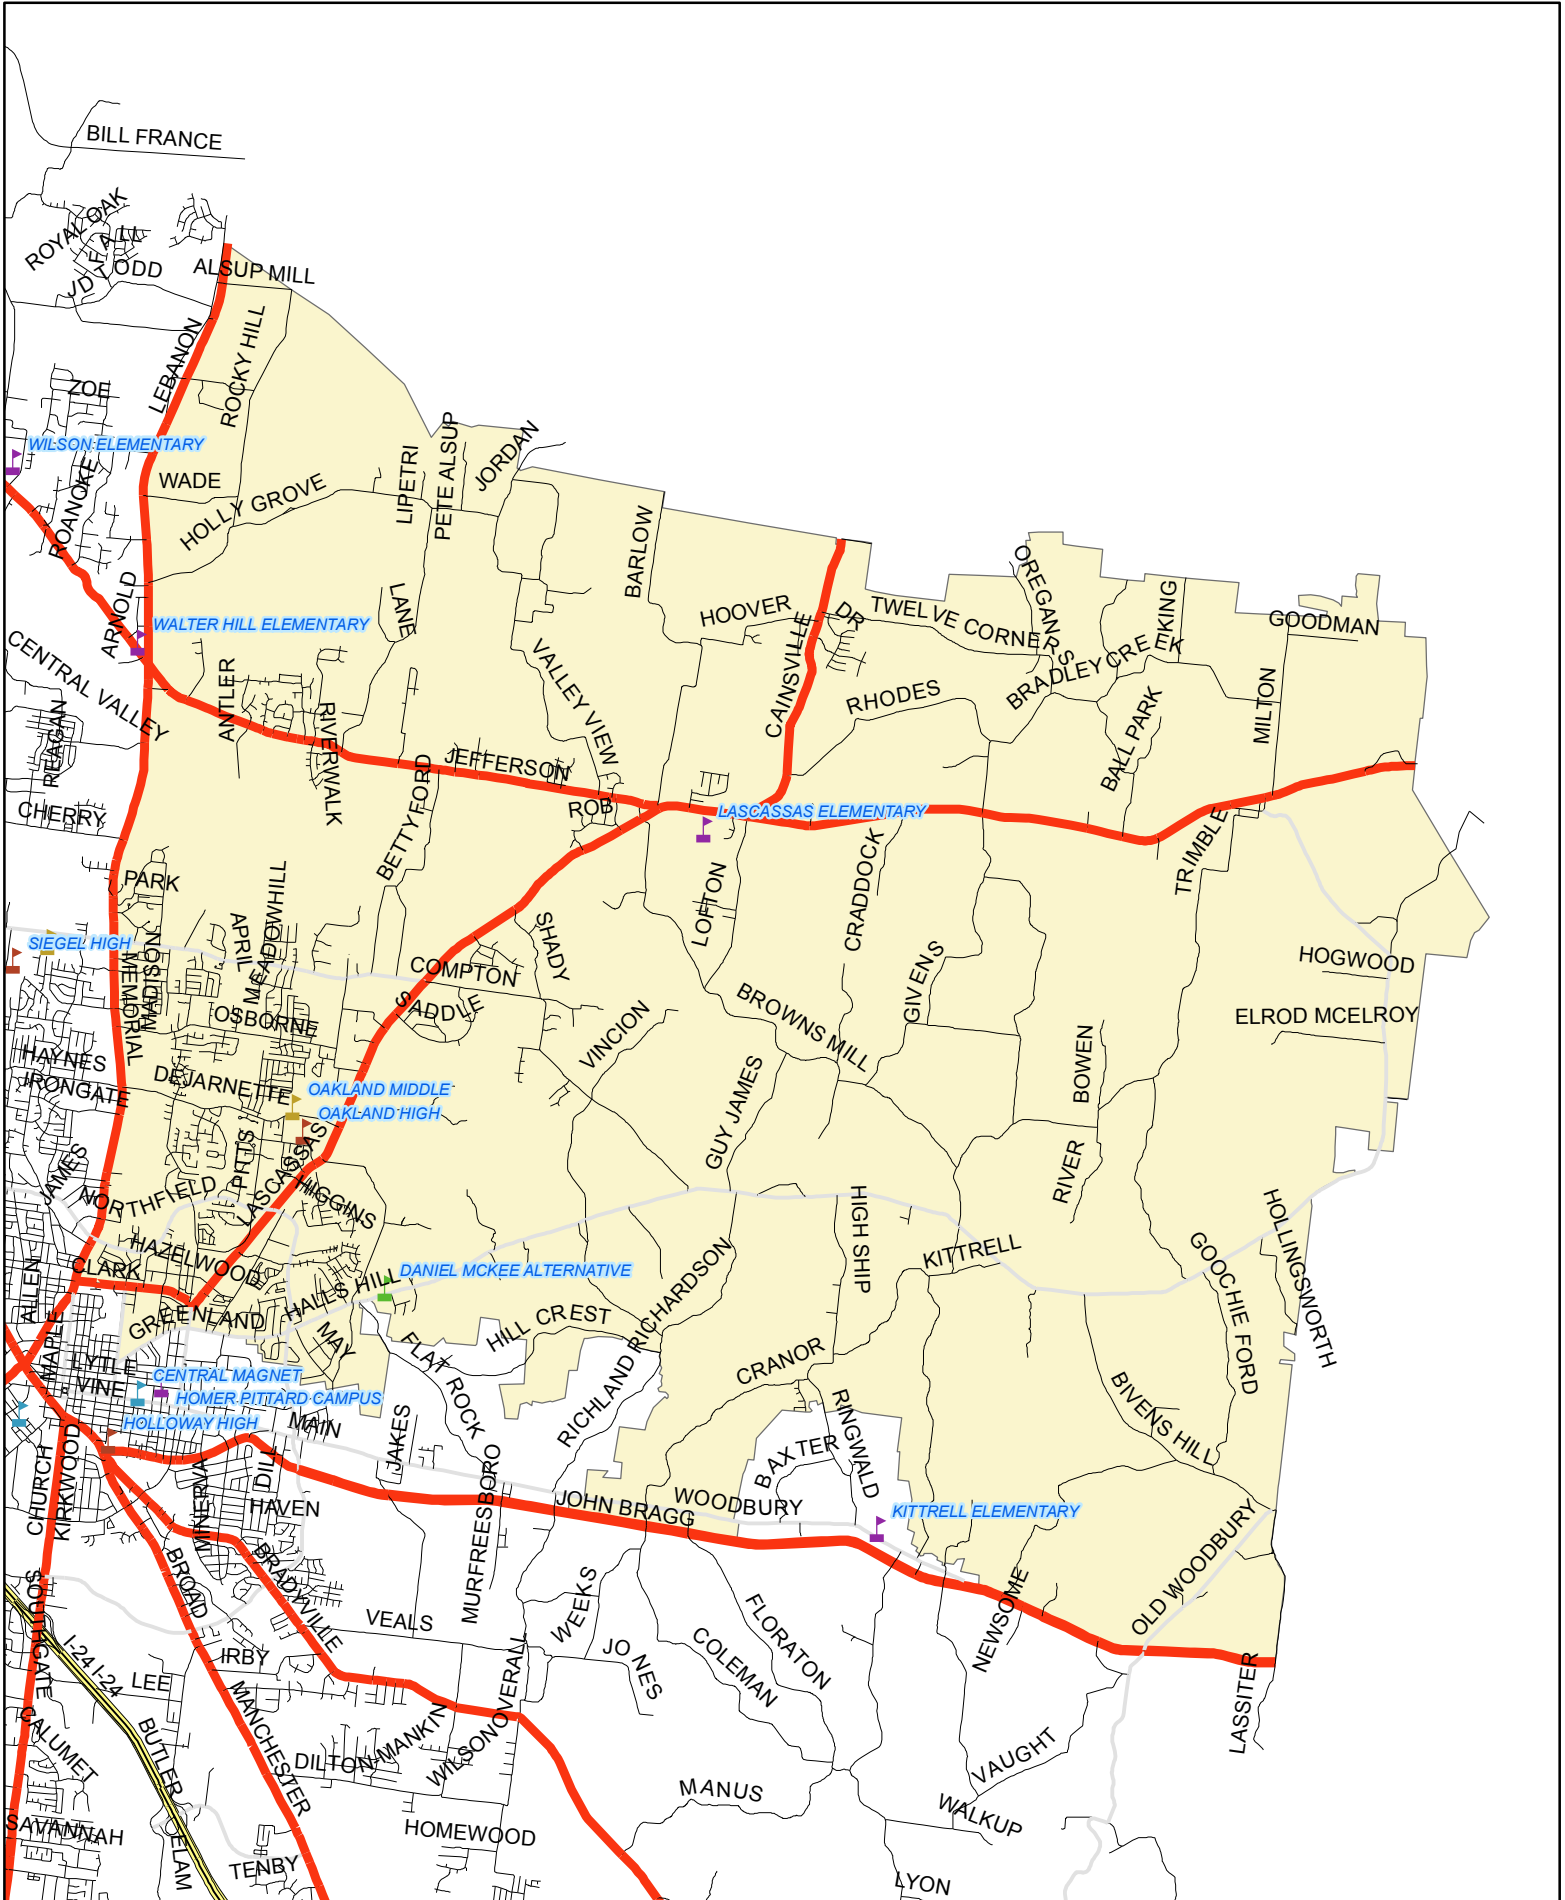 BILL FRANCE
ROYAL OAK
FALL
JD TODD
ALSUP MILL
LEBANON
ROCKY HILL
ZOE
WILSON ELEMENTARY
ROANOKE
WADE
HOLLY GROVE
LIPETRI
PETE ALSUP
JORDAN
BARLOW
ARNOLD
WALTER HILL ELEMENTARY
LANE
HOOVER
CAINSVILLE
DR
TWELVE CORNERS
OREGAN
KING
GOODMAN
BRADLEY CREEK
CENTRAL VALLEY
ANTLER
RIVERWALK
VALLEY VIEW
RHODES
BALL PARK
MILTON
REAGAN
JEFFERSON
BETTYFORD
ROB
CHERRY
LASCASSAS ELEMENTARY
TRIMBLE
CRADDOCK
LOFTON
PARK
APRIL
MEADOWHILL
MADISON
MEMORIAL
SIEGEL HIGH
SHADY
COMPTON
SADDLE
OSBORNE
VINCION
BROWNS MILL
GIVENS
HOGWOOD
ELROD MCELROY
BOWEN
HAYNES
IRONGATE
DEJARNETTE
OAKLAND MIDDLE
OAKLAND HIGH
GUY JAMES
JAMES
PITTS
LASCASSAS
NORTHFIELD
HIGGINS
RIVER
HIGH SHIP
HOLLINGSWORTH
HAZELWOOD
CLARK
ALLEN
KITTRELL
GOOCHIE FORD
DANIEL MCKEE ALTERNATIVE
HALLS HILL
GREENLAND
MAY
HILL CREST
RICHLAND RICHARDSON
FLAT ROCK
MAPLE
LYTLE
VINE
CENTRAL MAGNET
HOMER PITTARD CAMPUS
HOLLOWAY HIGH
CRANOR
RINGWALD
BIVENS HILL
MAIN
JAKES
BAXTER
CHURCH
KIRKWOOD
MINERVA
DILL
HAVEN
MURFREESBORO
JOHN BRAGG
WOODBURY
KITTRELL ELEMENTARY
OLD WOODBURY
BROAD
BRADYVILLE
SOUTHGATE
I-24 I-24
VEALS
WEEKS
JONES
COLEMAN
FLORATON
NEWSOME
LASSITER
IRBY
LEE
MANCHESTER
BUTLER
CALUMET
DILTON-MANKIN
WILSON OVERALL
VAUGHT
MANUS
WALKUP
SAVANNAH
ELAM
TENBY
HOMEWOOD
LYON